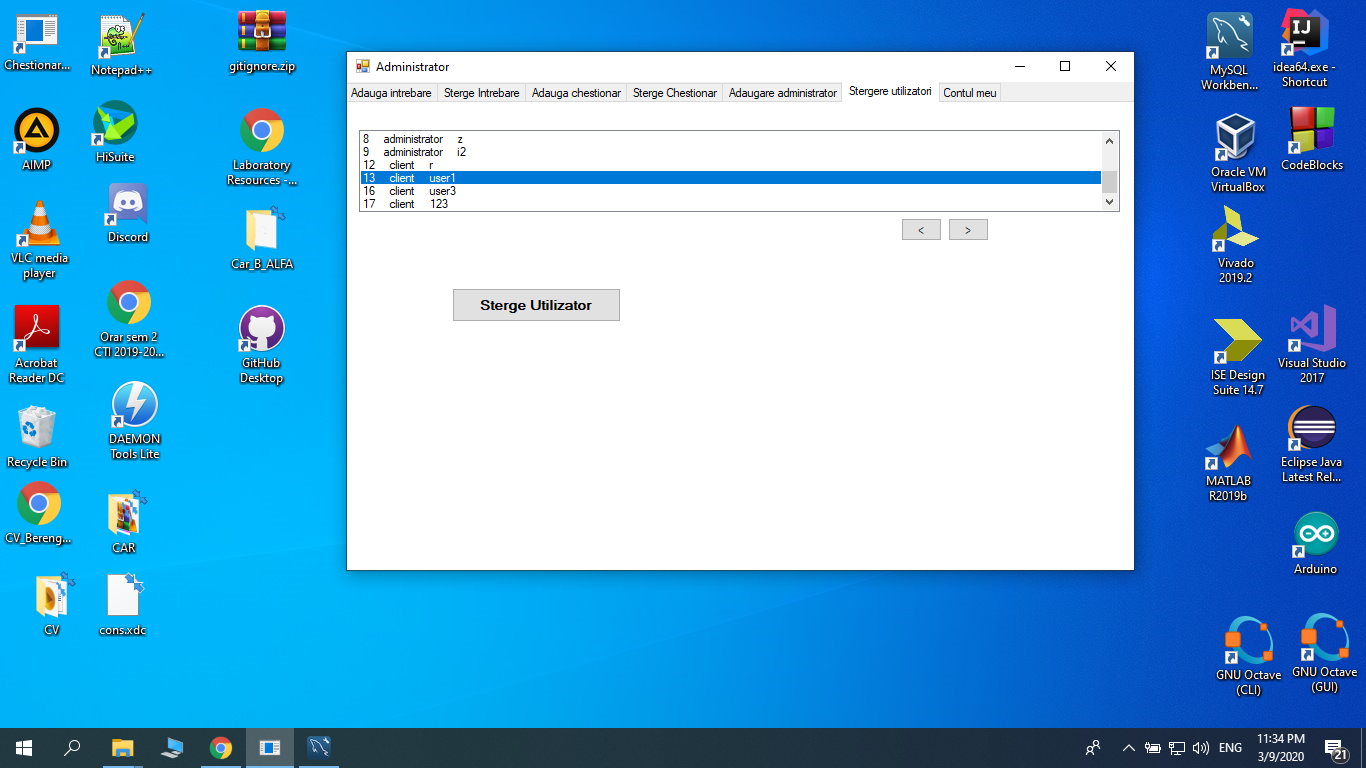 Chestionar...
Notepad++
gitignore.zip
AIMP
HiSuite
Laboratory
Resources -...
VLC media
player
Discord
Car_B_ALFA
Acrobat
Reader DC
Orar sem 2
CTI 2019-20...
GitHub
Desktop
Recycle Bin
DAEMON
Tools Lite
CV_Bereng...
CAR
CV
cons.xdc
Administrator
Adauga intrebare
Sterge Intrebare
Adauga chestionar
Sterge Chestionar
Adaugare administrator
Stergere utilizatori
Contul meu
8 administrator z
9 administrator i2
12 client r
13 client user1
16 client user3
17 client 123
<
>
Sterge Utilizator
MySQL
Workben...
IJ
idea64.exe -
Shortcut
Oracle VM
VirtualBox
CodeBlocks
Vivado
2019.2
ISE Design
Suite 14.7
Visual Studio
2017
MATLAB
R2019b
Eclipse Java
Latest Rel...
Arduino
GNU Octave
(CLI)
GNU Octave
(GUI)
ENG
11:34 PM
3/9/2020
21